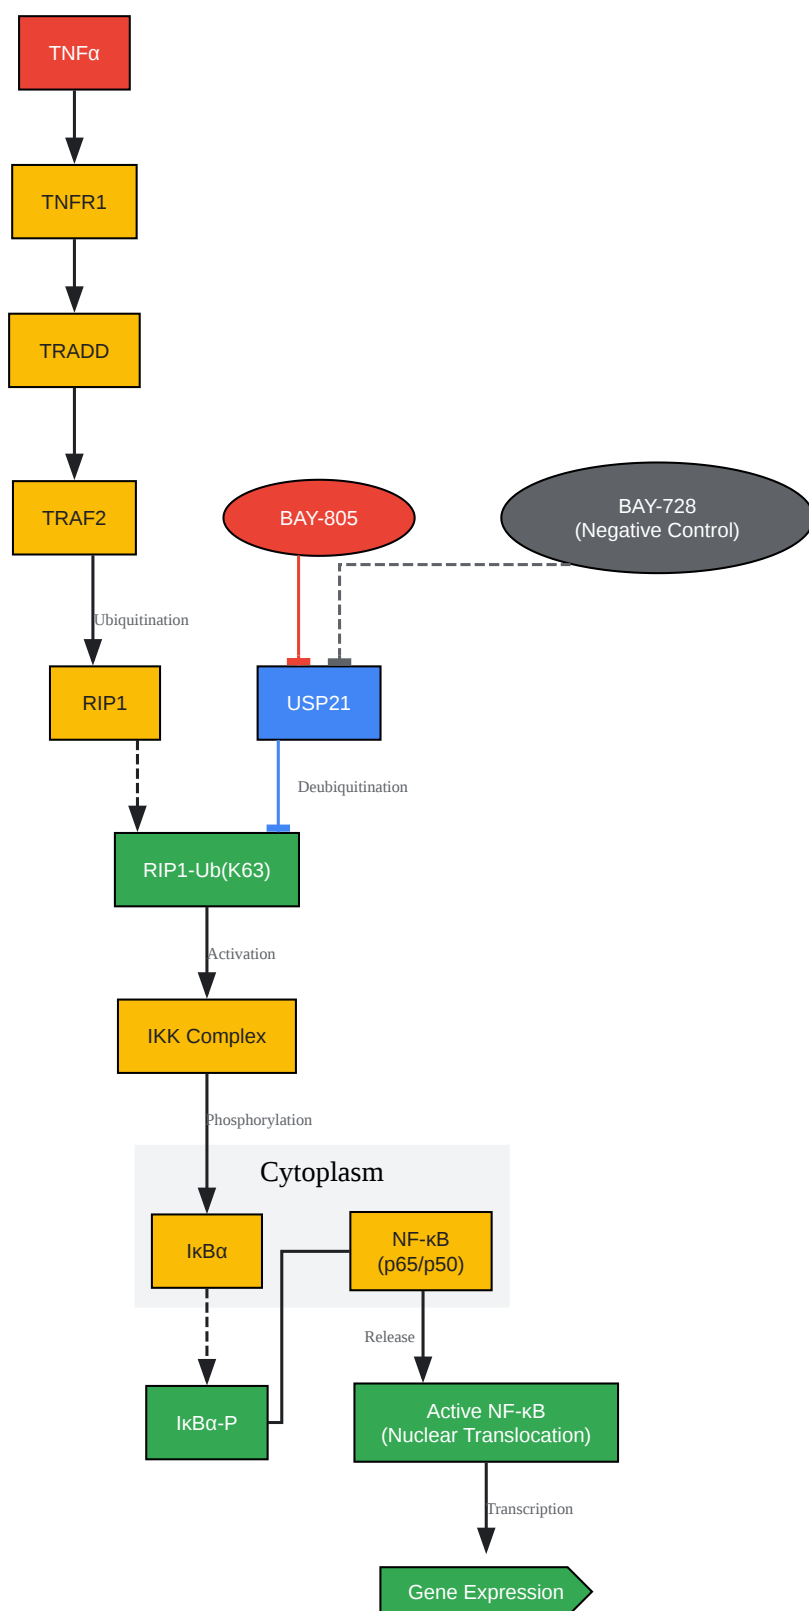 TNFα
TNFR1
TRADD
TRAF2
BAY-805
BAY-728
(Negative Control)
Ubiquitination
RIP1
USP21
Deubiquitination
RIP1-Ub(K63)
Activation
IKK Complex
Phosphorylation
Cytoplasm
IκBα
NF-κB
(p65/p50)
Release
IκBα-P
Active NF-κB
(Nuclear Translocation)
Transcription
Gene Expression